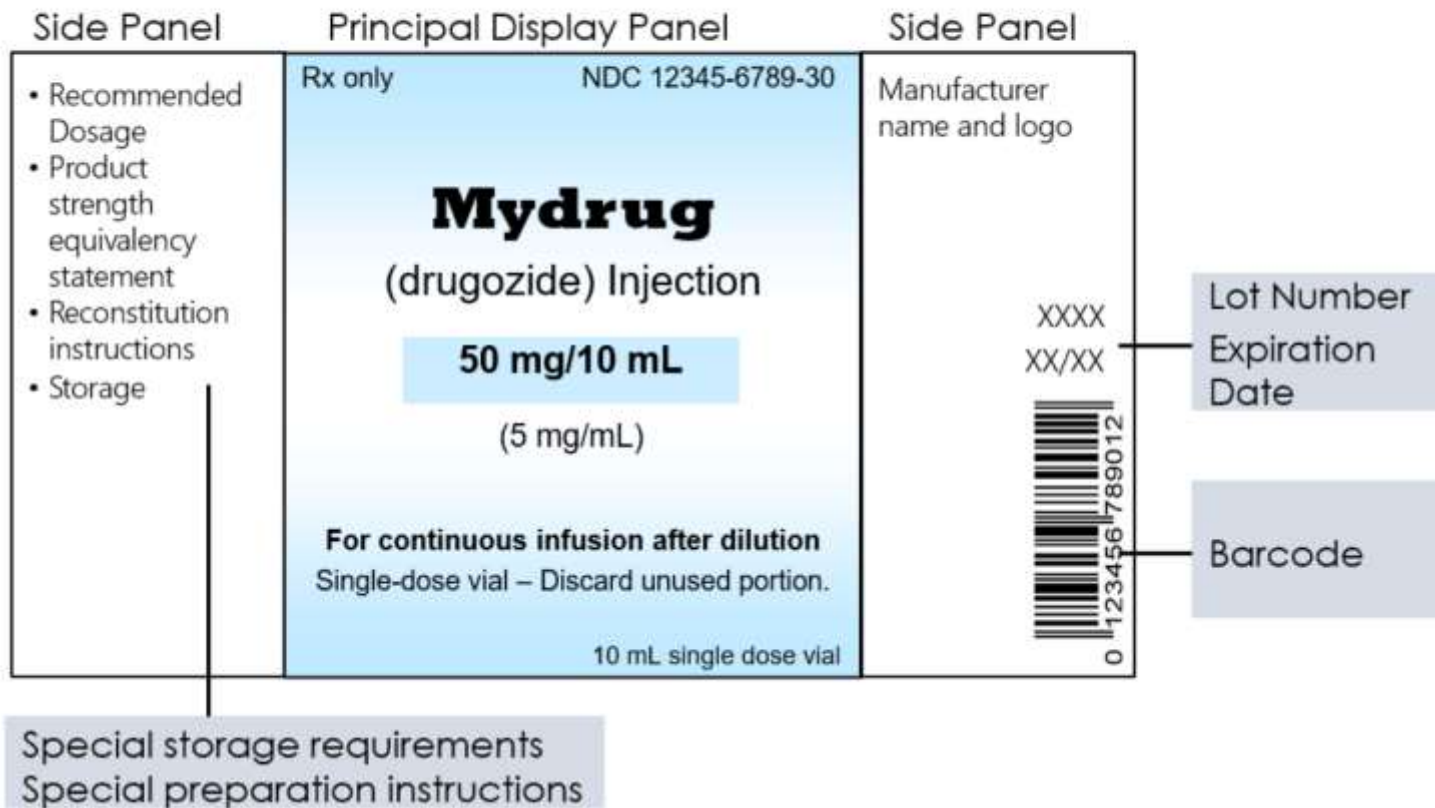 Side Panel
Principal Display Panel
Side Panel
• Recommended
Dosage
• Product
strength
equivalency
statement
• Reconstitution
instructions
• Storage
Rx only
NDC 12345-6789-30
Mydrug
(drugozide) Injection
50 mg/10 mL
(5 mg/mL)
For continuous infusion after dilution
Single-dose vial – Discard unused portion.
10 mL single dose vial
Manufacturer
name and logo
XXXX
XX/XX
0 123456 789012
Lot Number
Expiration
Date
Barcode
Special storage requirements
Special preparation instructions